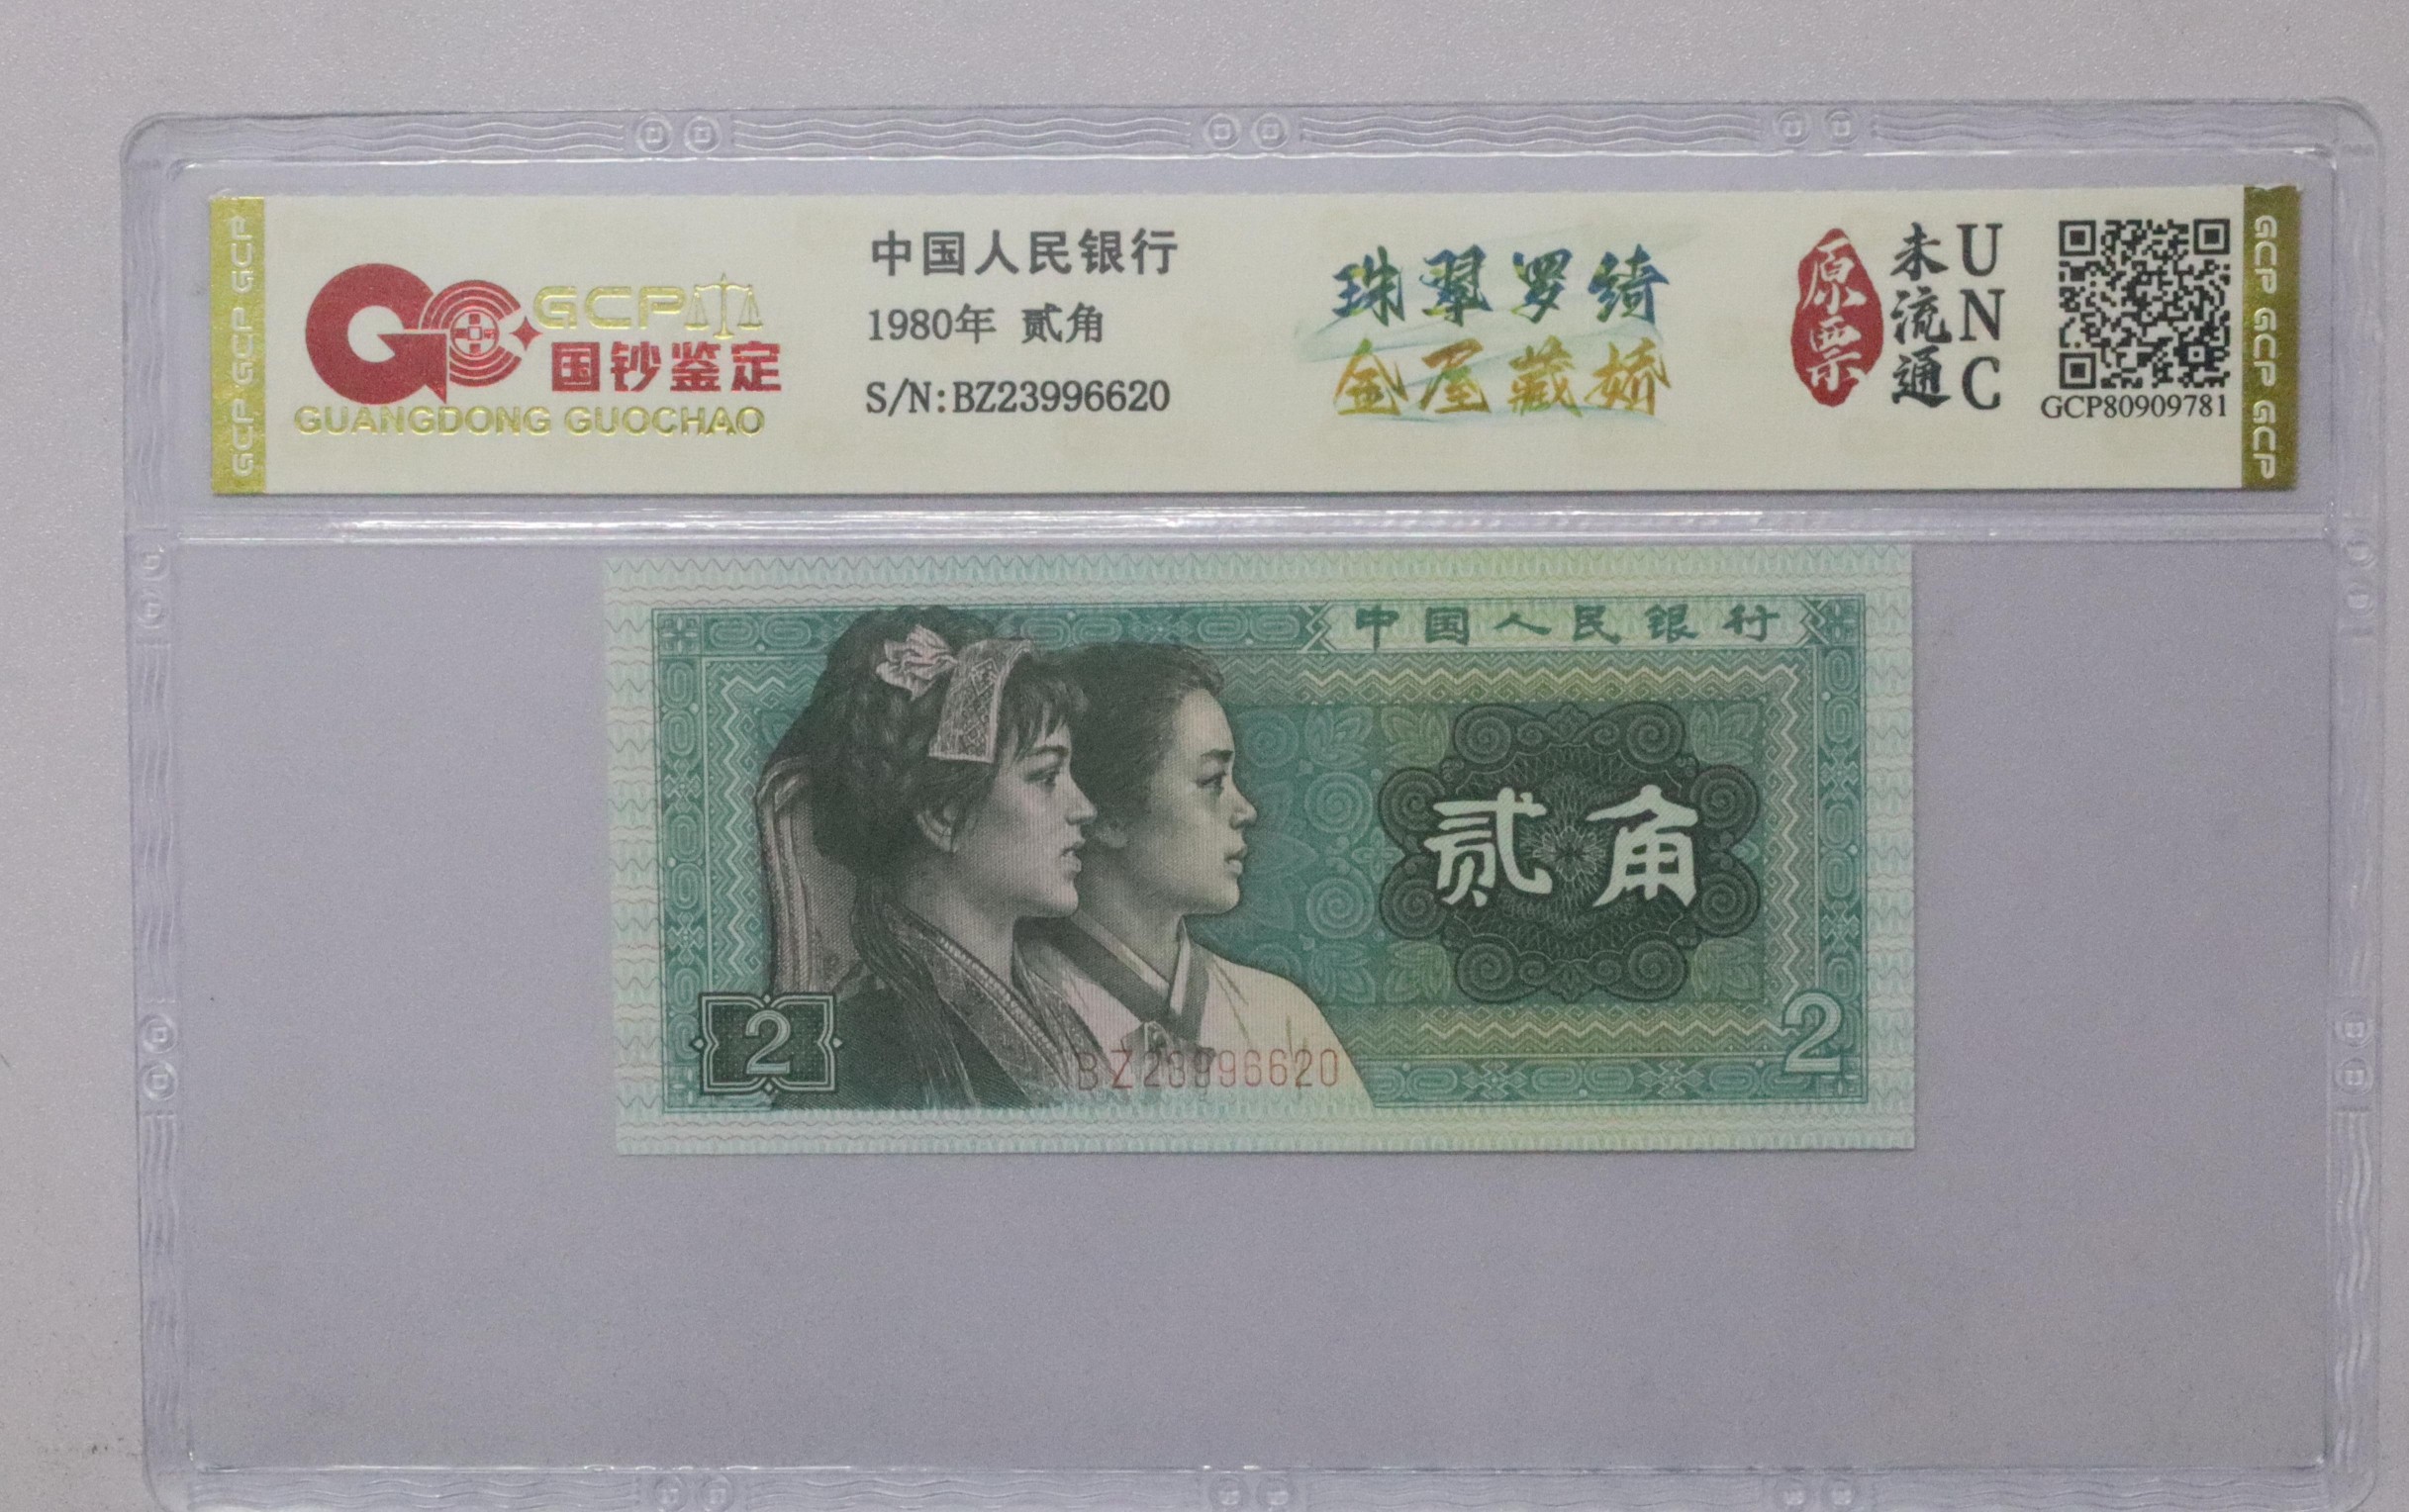 GCP GCP GCP
GCP
国钞鉴定
GUANGDONG GUOCHAO
中国人民银行
1980年 贰角
S/N:BZ23996620
珠翠罗绮
金屋藏娇
原票
未流通
UNC
GCP80909781
GCP GCP GCP
中国人民银行
贰角
2
2
BZ23996620